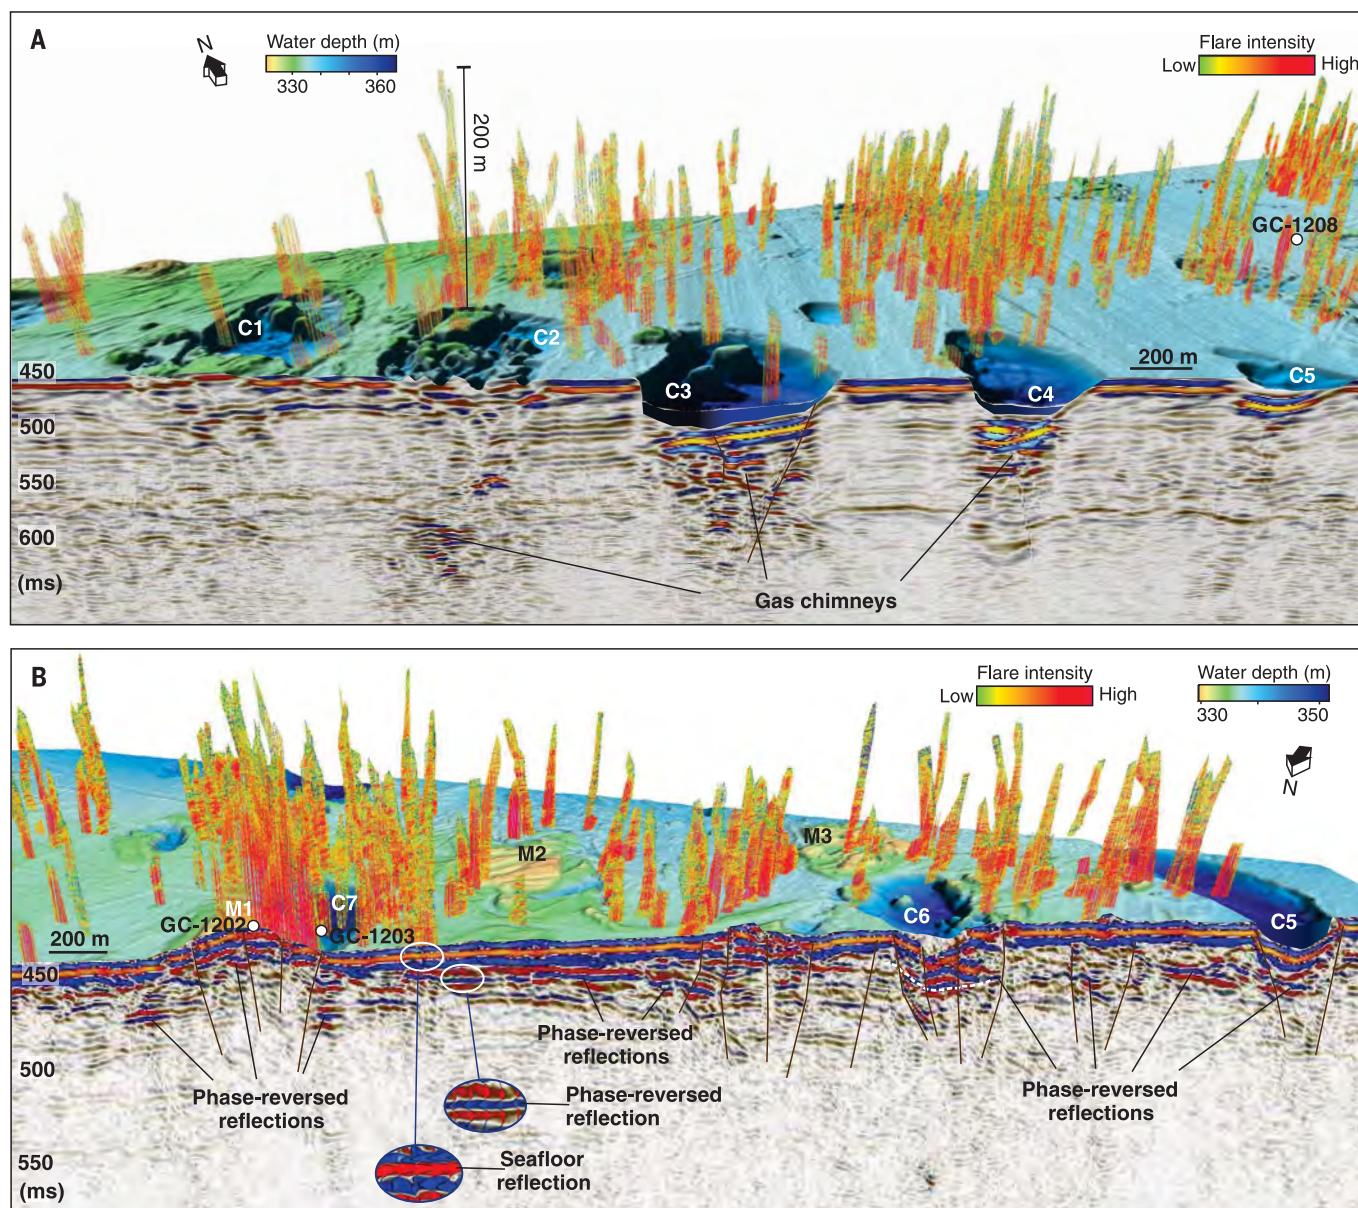 A
N
Water depth (m)
330
360
200 m
Flare intensity
Low
High
GC-1208
C1
C2
C3
C4
C5
200 m
450
500
550
600
(ms)
Gas chimneys
B
Flare intensity
Low
High
Water depth (m)
330
350
N
M3
M2
C7
M1
GC-1202
GC-1203
C6
C5
200 m
450
500
550
(ms)
Phase-reversed
reflections
Phase-reversed
reflections
Phase-reversed
reflection
Phase-reversed
reflections
Seafloor
reflection